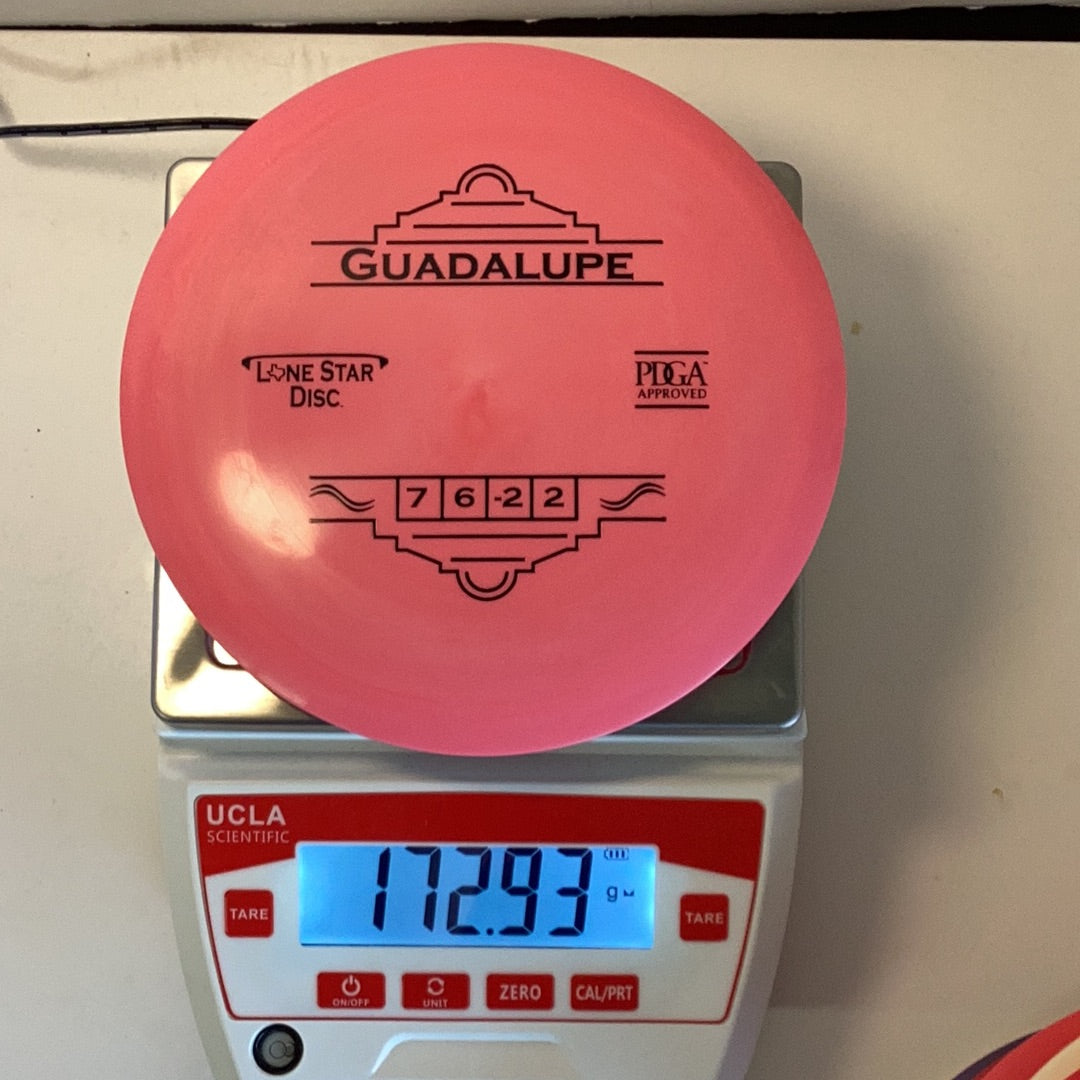 GUADALUPE
LONE STAR
DISC
PDGA™
APPROVED
7 6 -2 2
UCLA
SCIENTIFIC
172.93 g
TARE
TARE
ON/OFF
UNIT
ZERO
CAL/PRT